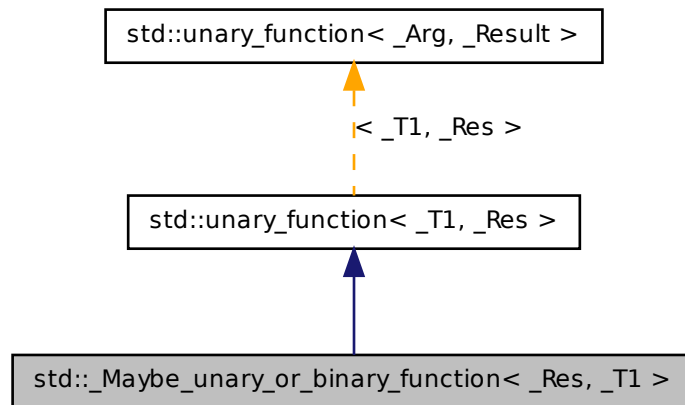 std::unary_function< _Arg, _Result >
< _T1, _Res >
std::unary_function< _T1, _Res >
std::_Maybe_unary_or_binary_function< _Res, _T1 >